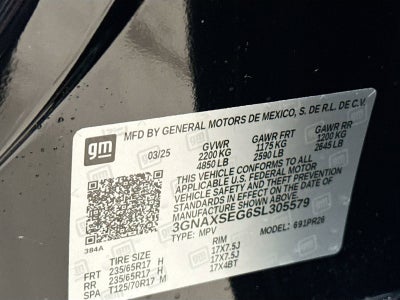 gm
MFD BY GENERAL MOTORS DE MEXICO, S. DE R.L. DE C.V.
03/25 GVWR GAWR FRT GAWR RR
2200 KG 1175 KG 1200 KG
4850 LB 2590 LB 2645 LB
THIS VEHICLE CONFORMS TO ALL APPLICABLE
U.S. FEDERAL MOTOR
VEHICLE SAFETY
THEFT PREVENTION STANDARDS IN EFFECT ON THE DATE OF MANUFACTURE SHOWN ABOVE.
3GNAXSEG6SL305579
TYPE: MPV MODEL: 691PR26
384A
TIRE SIZE RIM
FRT 235/65R17 H 17X7.5J
RR 235/65R17 H 17X7.5J
SPA T125/70R17 M 17X4BT